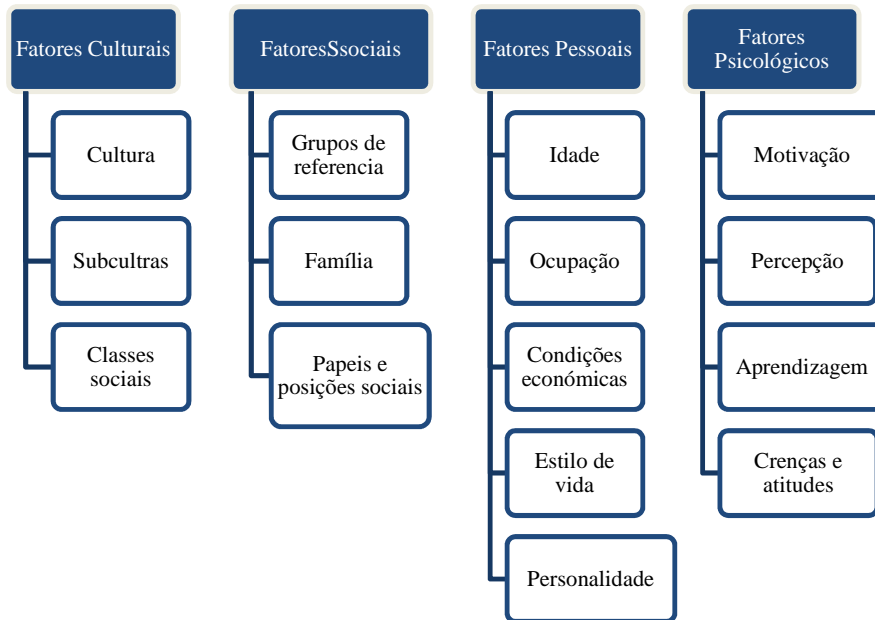 Fatores Culturais
Cultura
Subcultras
Classes
sociais
FatoresSsociais
Grupos de
referencia
Família
Papeis e
posições sociais
Fatores Pessoais
Idade
Ocupação
Condições
económicas
Estilo de
vida
Personalidade
Fatores
Psicológicos
Motivação
Percepção
Aprendizagem
Crenças e
atitudes